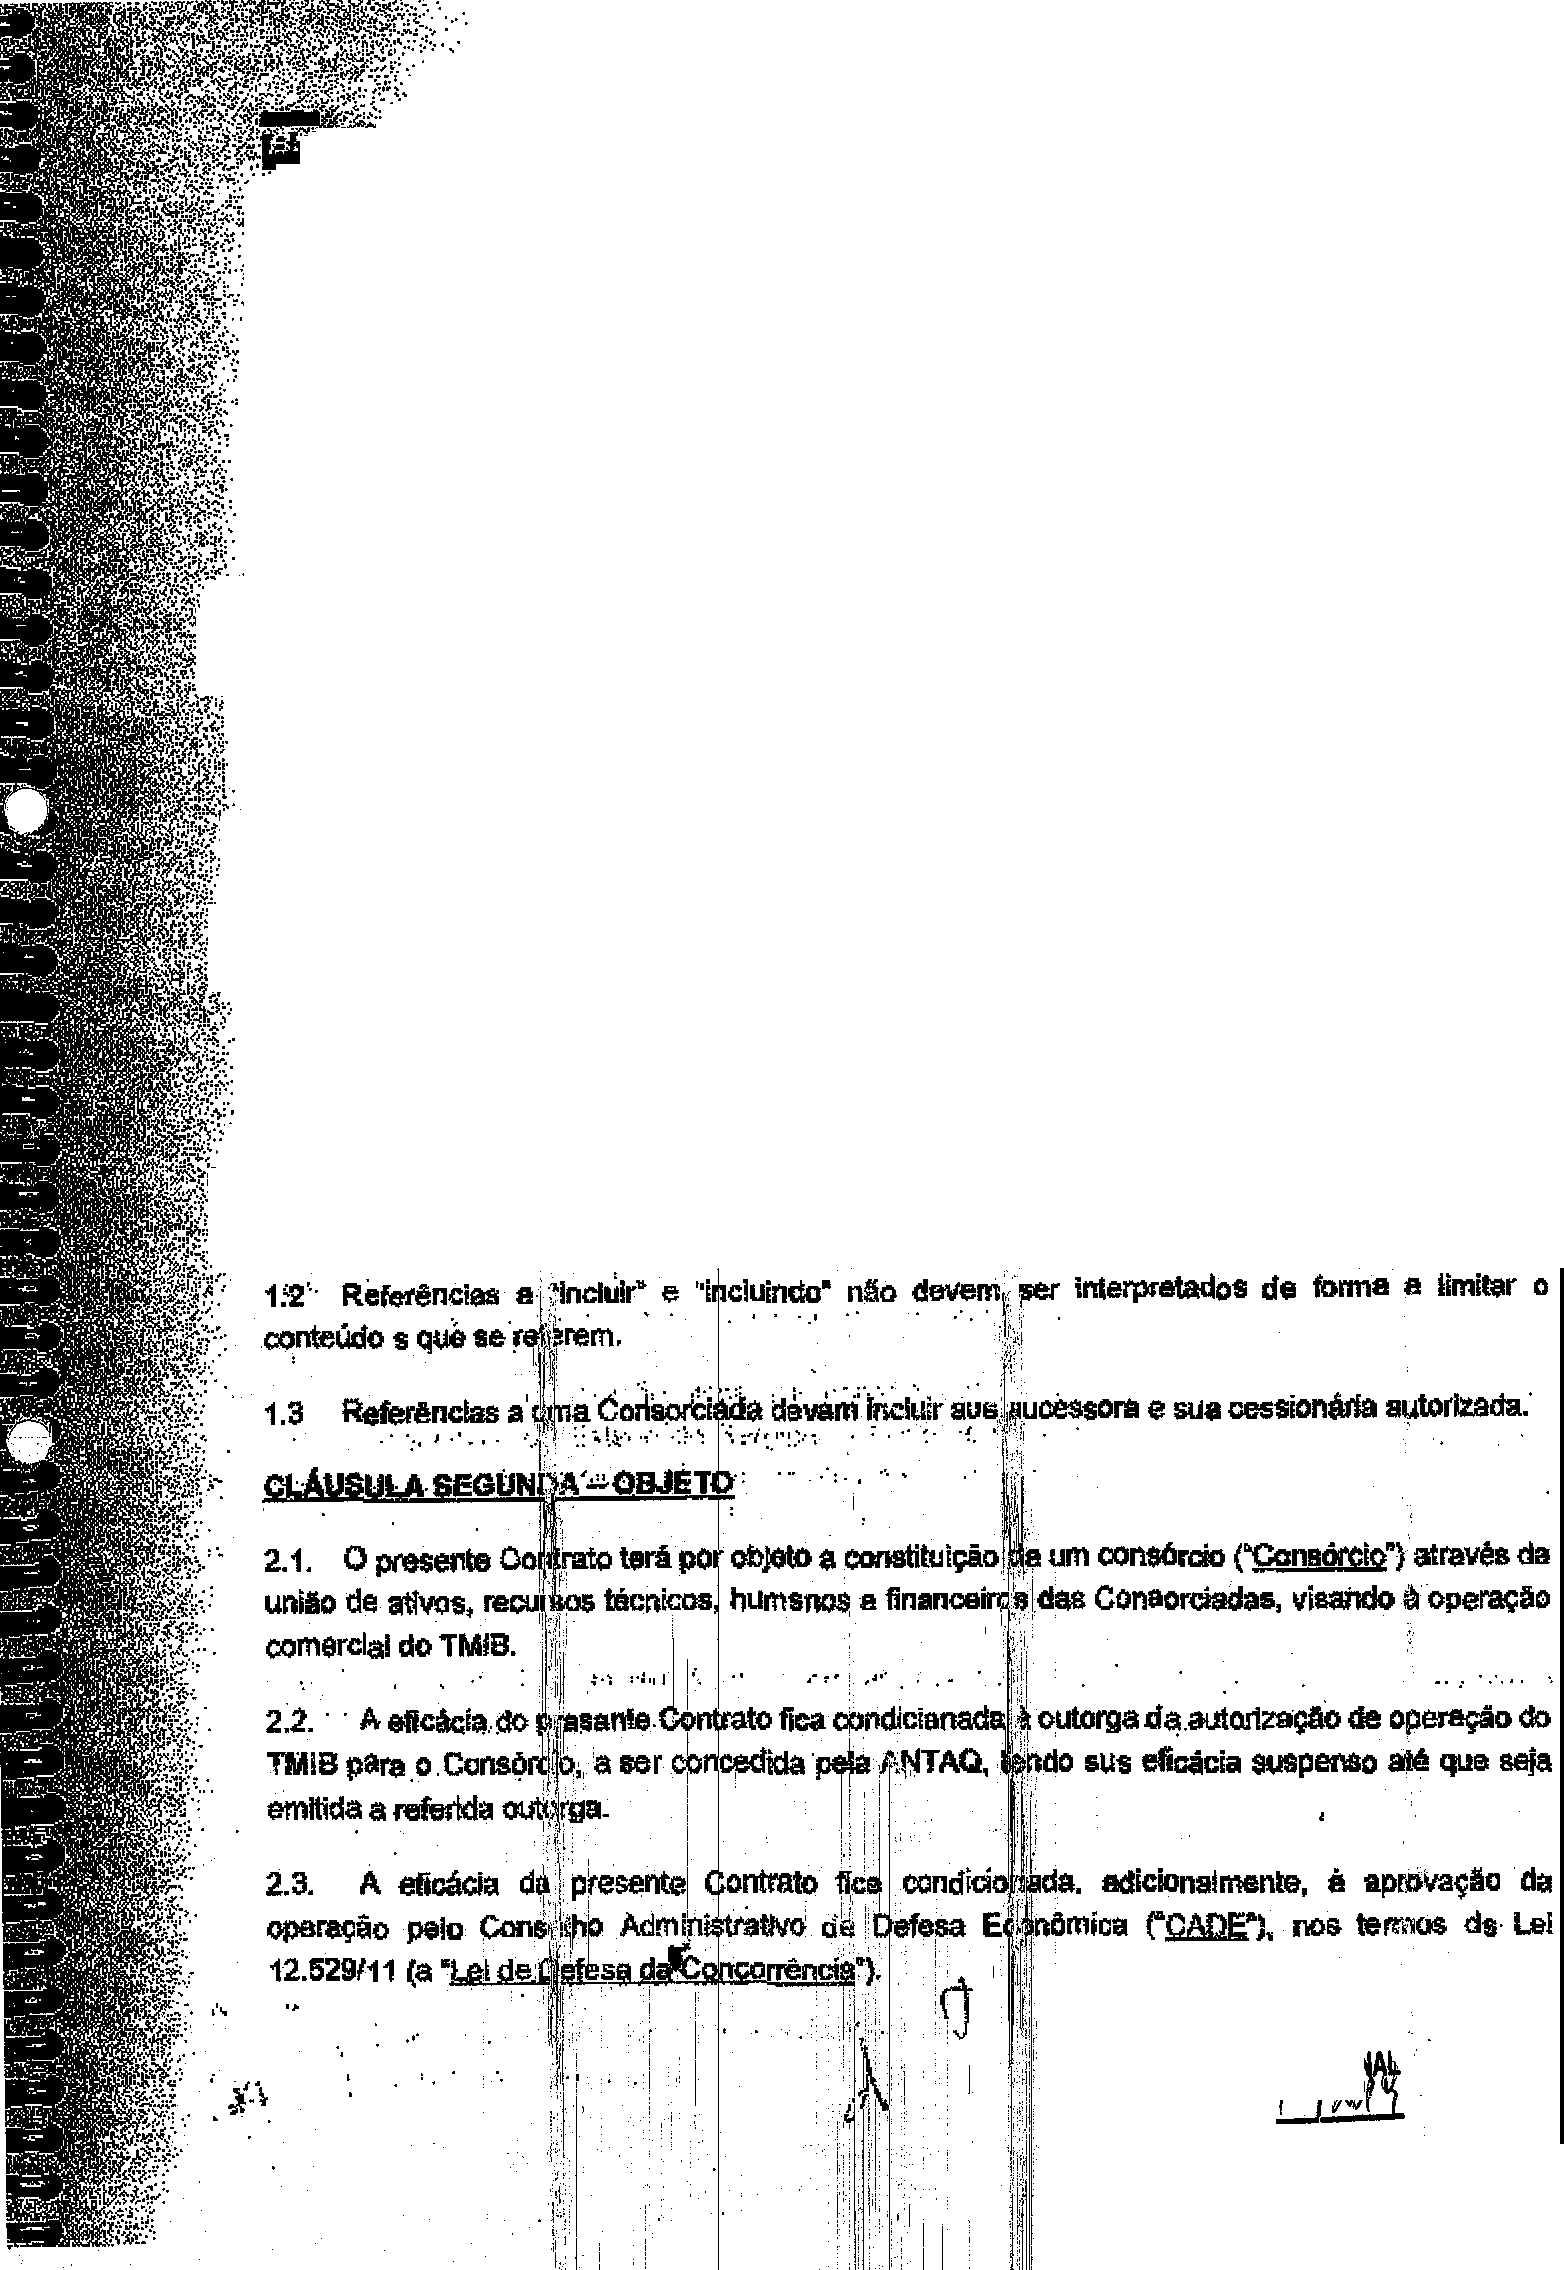 1.2 Referências a "incluir" e "incluindo" não devem ser interpretados de forma a limitar o
conteúdo a que se referem.
1.3 Referências a uma Consorciada devem incluir sua sucessora e sua cessionária autorizada.
CLÁUSULA SEGUNDA – OBJETO
2.1. O presente Contrato terá por objeto a constituição de um consórcio ("Consórcio") através da
união de ativos, recursos técnicos, humanos e financeiros das Consorciadas, visando à operação
comercial do TMIB.
2.2. A eficácia do presente Contrato fica condicionada à outorga da autorização de operação do
TMIB para o Consórcio, a ser concedida pela ANTAQ, tendo sua eficácia suspenso até que seja
emitida a referida outorga.
2.3. A eficácia da presente Contrato fica condicionada, adicionalmente, à aprovação da
operação pelo Conselho Administrativo de Defesa Econômica ("CADE"), nos termos da Lei
12.529/11 (a "Lei de Defesa da Concorrência").